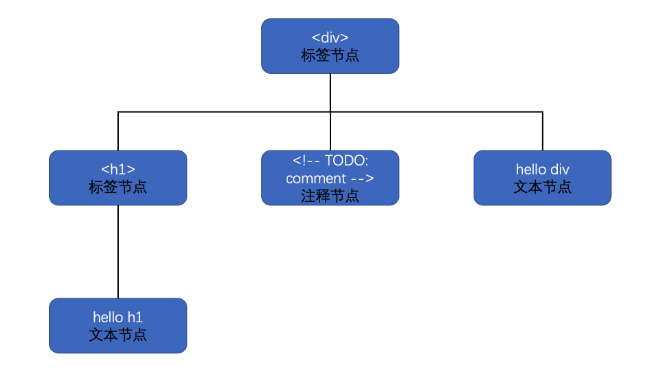 <div>
标签节点
<h1>
标签节点
<!-- TODO:
comment -->
注释节点
hello div
文本节点
hello h1
文本节点